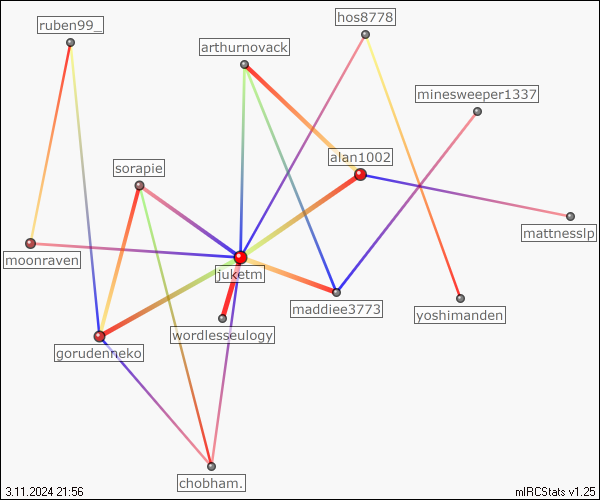 ruben99_
hos8778
arthurnovack
minesweeper1337
alan1002
sorapie
mattnesslp
moonraven
juketm
maddiee3773
yoshimanden
wordlesseulogy
gorudenneko
chobham.
3.11.2024 21:56
mIRCStats v1.25